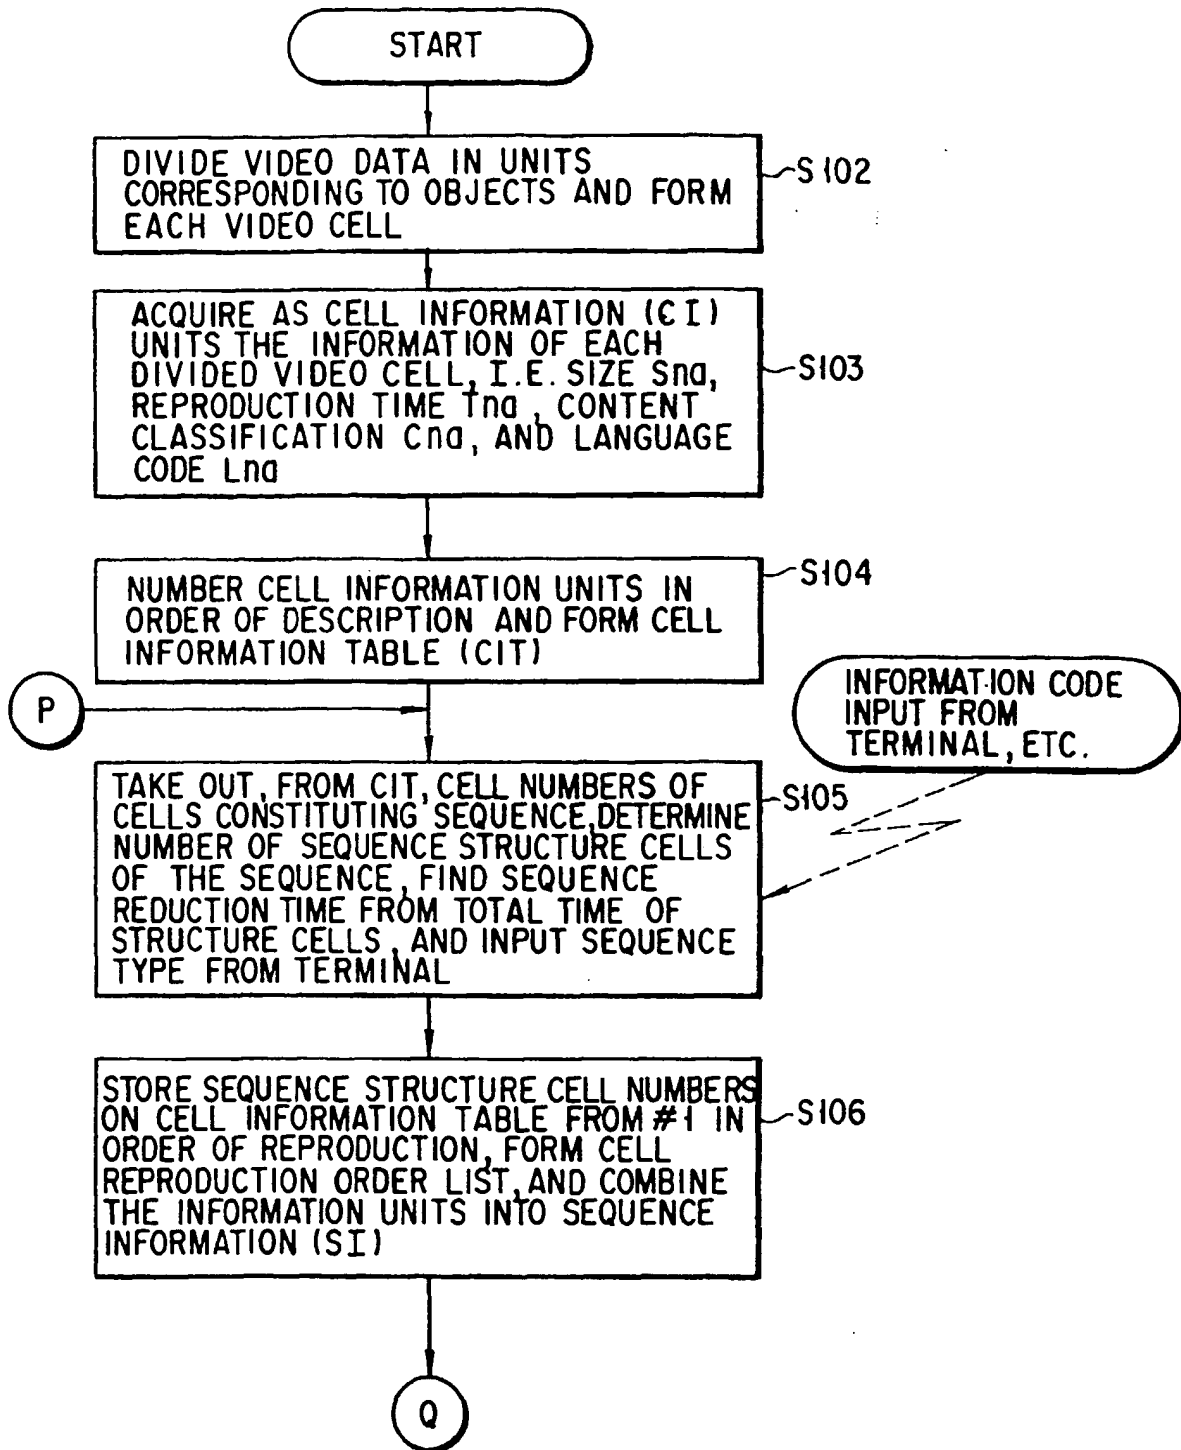 START
DIVIDE VIDEO DATA IN UNITS
CORRESPONDING TO OBJECTS AND FORM
EACH VIDEO CELL
S102
ACQUIRE AS CELL INFORMATION (CI)
UNITS THE INFORMATION OF EACH
DIVIDED VIDEO CELL, I.E. SIZE Sna,
REPRODUCTION TIME Tna, CONTENT
CLASSIFICATION Cna, AND LANGUAGE
CODE Lna
S103
NUMBER CELL INFORMATION UNITS IN
ORDER OF DESCRIPTION AND FORM CELL
INFORMATION TABLE (CIT)
S104
P
INFORMATION CODE
INPUT FROM
TERMINAL, ETC.
TAKE OUT, FROM CIT, CELL NUMBERS OF
CELLS CONSTITUTING SEQUENCE, DETERMINE
NUMBER OF SEQUENCE STRUCTURE CELLS
OF THE SEQUENCE, FIND SEQUENCE
REDUCTION TIME FROM TOTAL TIME OF
STRUCTURE CELLS, AND INPUT SEQUENCE
TYPE FROM TERMINAL
S105
STORE SEQUENCE STRUCTURE CELL NUMBERS
ON CELL INFORMATION TABLE FROM #1 IN
ORDER OF REPRODUCTION, FORM CELL
REPRODUCTION ORDER LIST, AND COMBINE
THE INFORMATION UNITS INTO SEQUENCE
INFORMATION (SI)
S106
Q